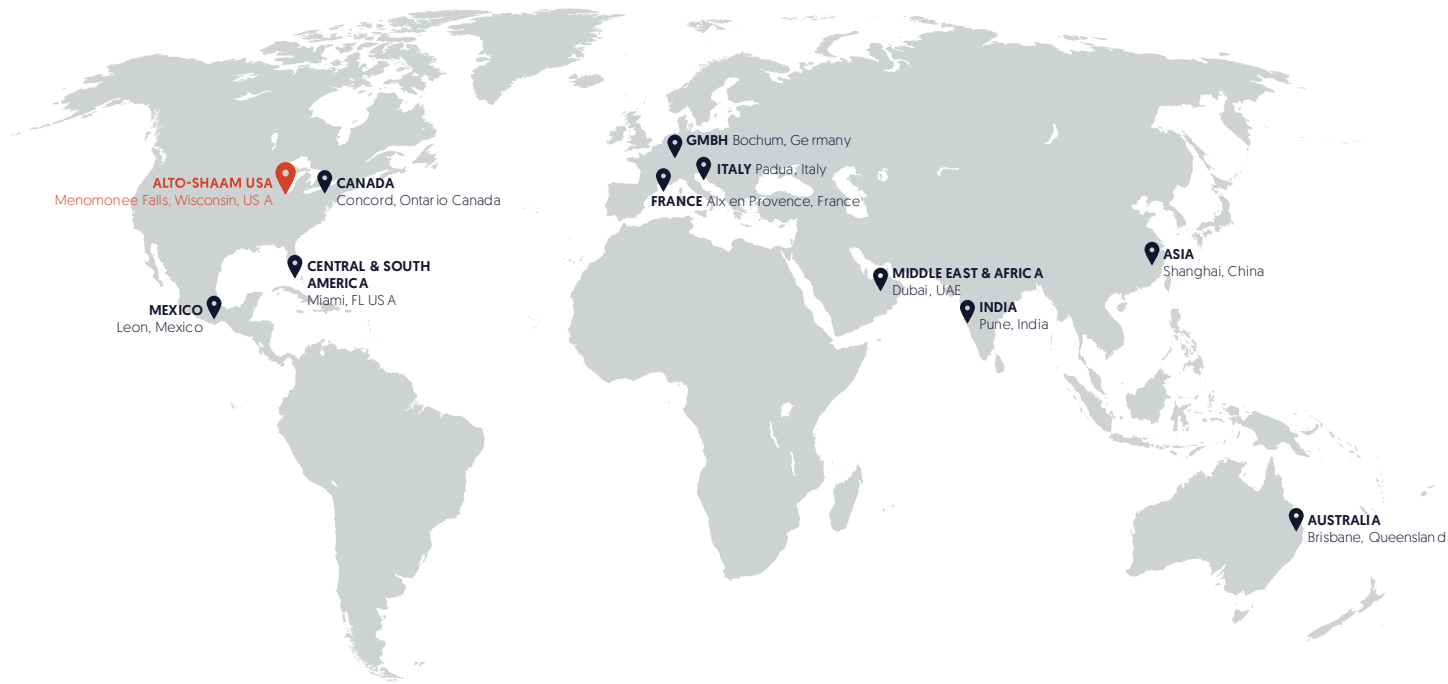 GMBH Bochum, Germany
ITALY Padua, Italy
FRANCE Aix en Provence, France
ALTO-SHAAM USA
Menomonee Falls, Wisconsin, USA
CANADA
Concord, Ontario Canada
CENTRAL & SOUTH
AMERICA
Miami, FL USA
MEXICO
Leon, Mexico
MIDDLE EAST & AFRICA
Dubai, UAE
INDIA
Pune, India
ASIA
Shanghai, China
AUSTRALIA
Brisbane, Queensland